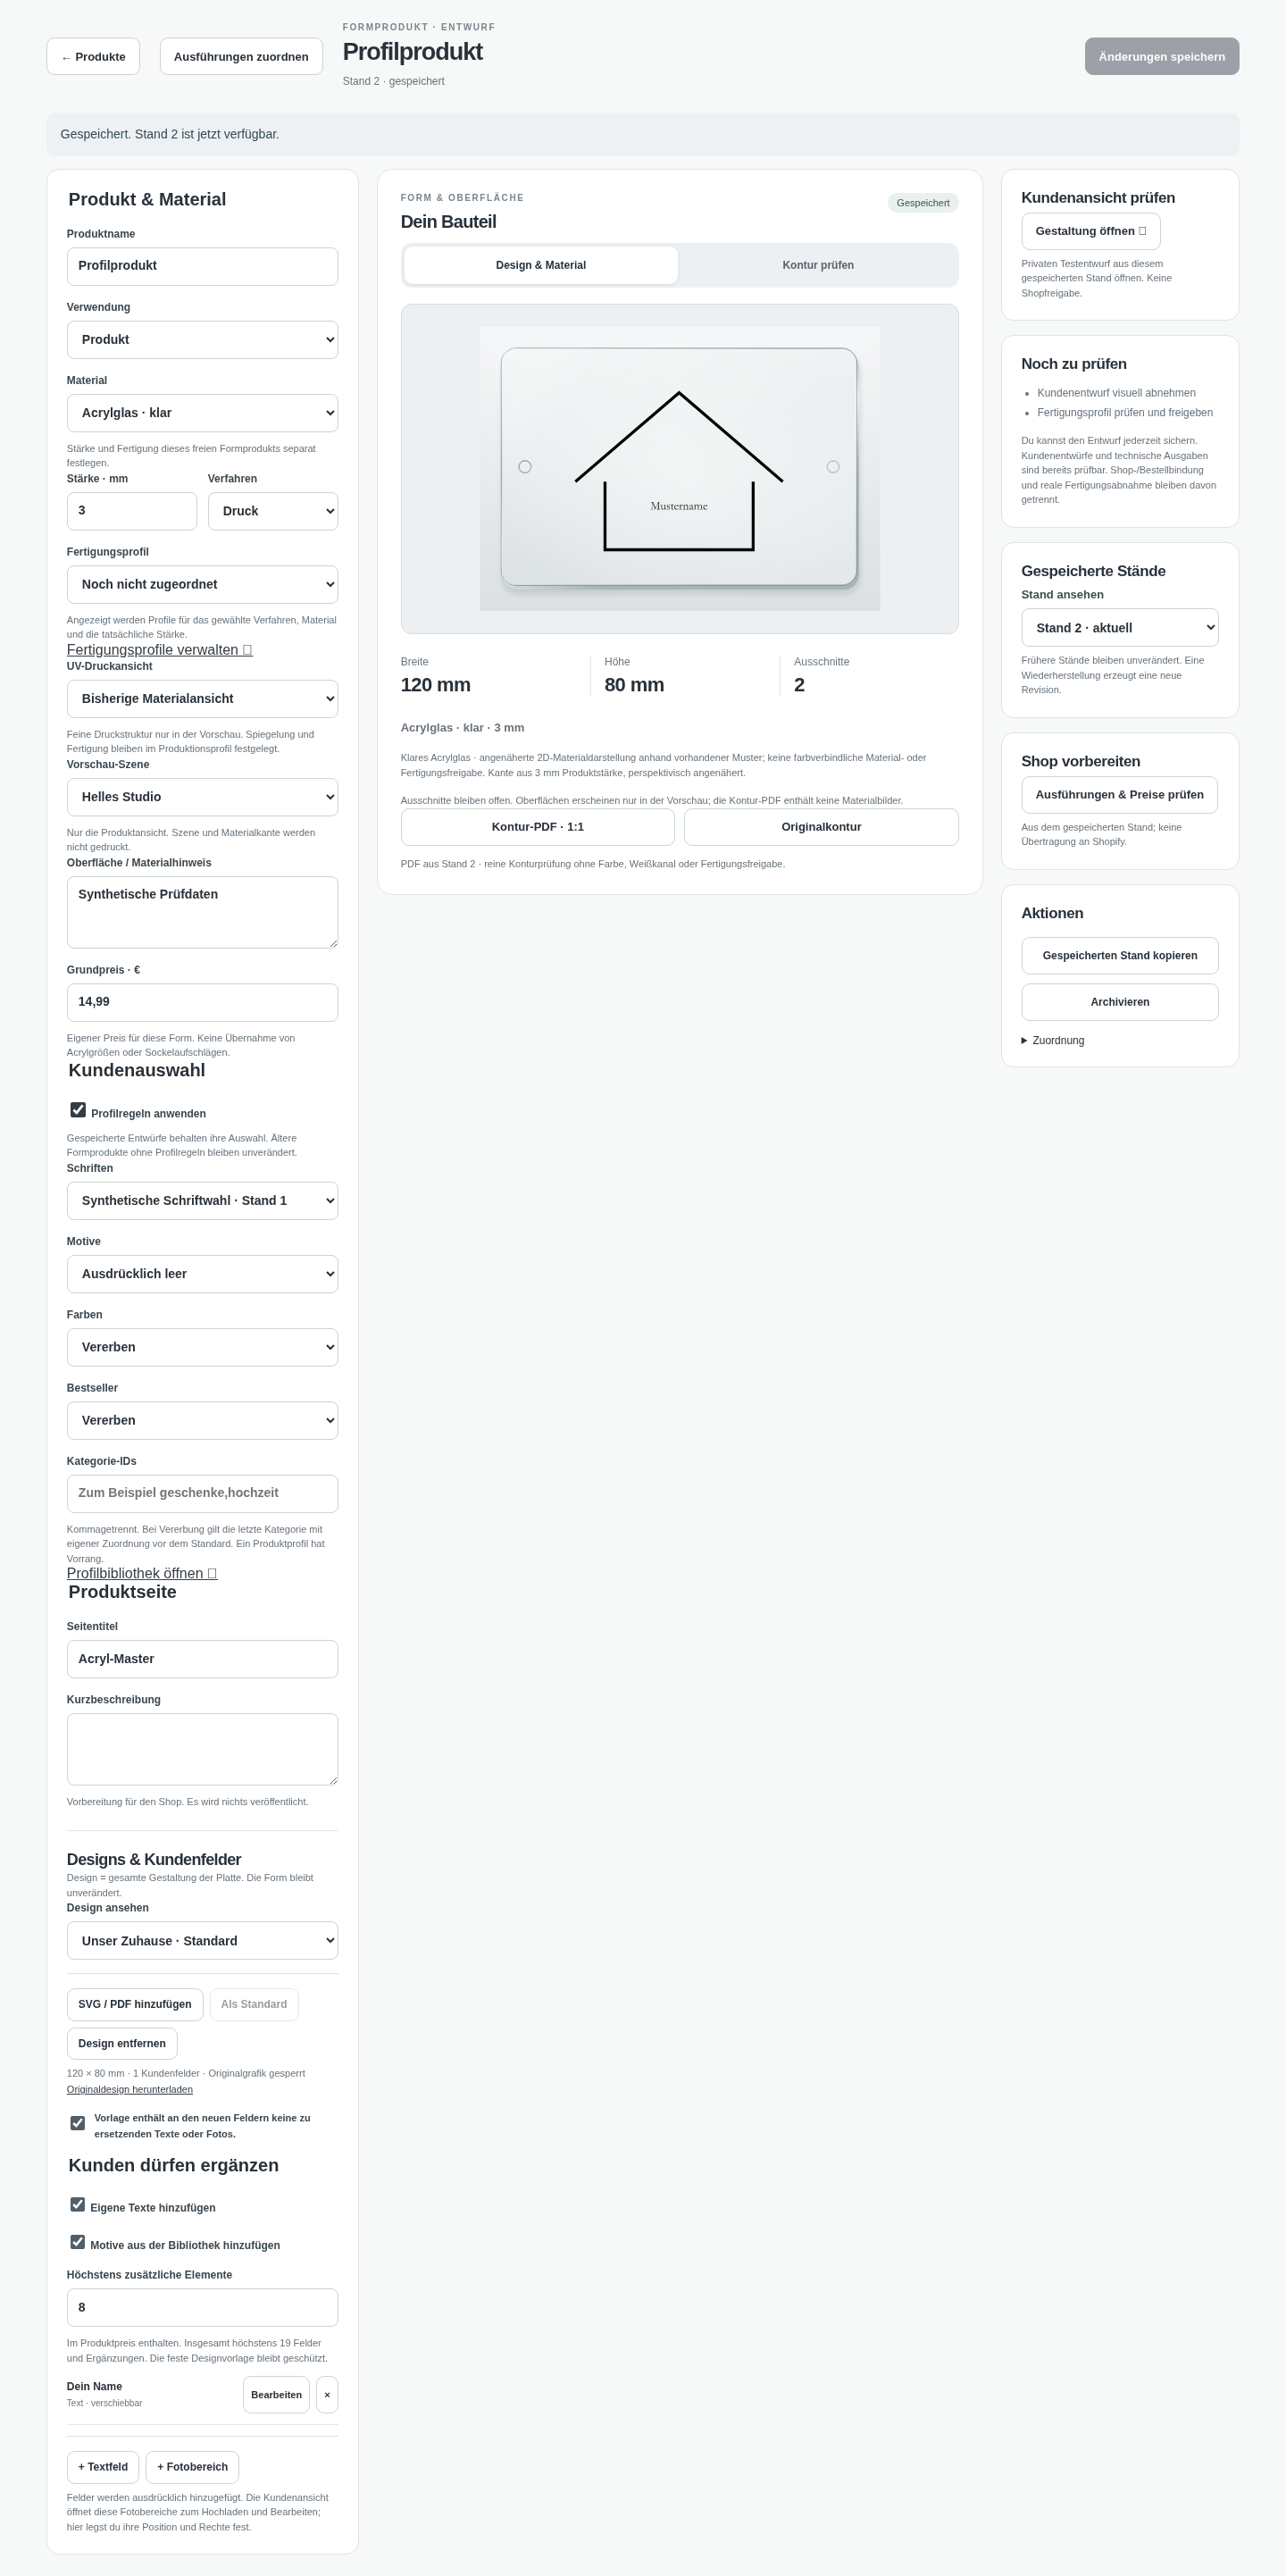 ← Produkte
Ausführungen zuordnen
FORMPRODUKT · ENTWURF
Profilprodukt
Stand 2 · gespeichert
Änderungen speichern
Gespeichert. Stand 2 ist jetzt verfügbar.
Produkt & Material
Produktname
Profilprodukt
Verwendung
Produkt
Material
Acrylglas · klar
Stärke und Fertigung dieses freien Formprodukts separat
festlegen.
Stärke · mm
Verfahren
3
Druck
Fertigungsprofil
Noch nicht zugeordnet
Angezeigt werden Profile für das gewählte Verfahren, Material
und die tatsächliche Stärke.
Fertigungsprofile verwalten
UV-Druckansicht
Bisherige Materialansicht
Feine Druckstruktur nur in der Vorschau. Spiegelung und
Fertigung bleiben im Produktionsprofil festgelegt.
Vorschau-Szene
Helles Studio
Nur die Produktansicht. Szene und Materialkante werden
nicht gedruckt.
Oberfläche / Materialhinweis
Synthetische Prüfdaten
Grundpreis · €
14,99
Eigener Preis für diese Form. Keine Übernahme von
Acrylgrößen oder Sockelaufschlägen.
Kundenauswahl
Profilregeln anwenden
Gespeicherte Entwürfe behalten ihre Auswahl. Ältere
Formprodukte ohne Profilregeln bleiben unverändert.
Schriften
Synthetische Schriftwahl · Stand 1
Motive
Ausdrücklich leer
Farben
Vererben
Bestseller
Vererben
Kategorie-IDs
Zum Beispiel geschenke,hochzeit
Kommagetrennt. Bei Vererbung gilt die letzte Kategorie mit
eigener Zuordnung vor dem Standard. Ein Produktprofil hat
Vorrang.
Profilbibliothek öffnen
Produktseite
Seitentitel
Acryl-Master
Kurzbeschreibung
Vorbereitung für den Shop. Es wird nichts veröffentlicht.
Designs & Kundenfelder
Design = gesamte Gestaltung der Platte. Die Form bleibt
unverändert.
Design ansehen
Unser Zuhause · Standard
SVG / PDF hinzufügen
Als Standard
Design entfernen
120 × 80 mm · 1 Kundenfelder · Originalgrafik gesperrt
Originaldesign herunterladen
Vorlage enthält an den neuen Feldern keine zu
ersetzenden Texte oder Fotos.
Kunden dürfen ergänzen
Eigene Texte hinzufügen
Motive aus der Bibliothek hinzufügen
Höchstens zusätzliche Elemente
8
Im Produktpreis enthalten. Insgesamt höchstens 19 Felder
und Ergänzungen. Die feste Designvorlage bleibt geschützt.
Dein Name
Text · verschiebbar
Bearbeiten
×
+ Textfeld
+ Fotobereich
Felder werden ausdrücklich hinzugefügt. Die Kundenansicht
öffnet diese Fotobereiche zum Hochladen und Bearbeiten;
hier legst du ihre Position und Rechte fest.
FORM & OBERFLÄCHE
Dein Bauteil
Gespeichert
Design & Material
Kontur prüfen
Mustername
Breite
120 mm
Höhe
80 mm
Ausschnitte
2
Acrylglas · klar · 3 mm
Klares Acrylglas · angenäherte 2D-Materialdarstellung anhand vorhandener Muster; keine farbverbindliche Material- oder
Fertigungsfreigabe. Kante aus 3 mm Produktstärke, perspektivisch angenähert.
Ausschnitte bleiben offen. Oberflächen erscheinen nur in der Vorschau; die Kontur-PDF enthält keine Materialbilder.
Kontur-PDF · 1:1
Originalkontur
PDF aus Stand 2 · reine Konturprüfung ohne Farbe, Weißkanal oder Fertigungsfreigabe.
Kundenansicht prüfen
Gestaltung öffnen
Privaten Testentwurf aus diesem
gespeicherten Stand öffnen. Keine
Shopfreigabe.
Noch zu prüfen
• Kundenentwurf visuell abnehmen
• Fertigungsprofil prüfen und freigeben
Du kannst den Entwurf jederzeit sichern.
Kundenentwürfe und technische Ausgaben
sind bereits prüfbar. Shop-/Bestellbindung
und reale Fertigungsabnahme bleiben davon
getrennt.
Gespeicherte Stände
Stand ansehen
Stand 2 · aktuell
Frühere Stände bleiben unverändert. Eine
Wiederherstellung erzeugt eine neue
Revision.
Shop vorbereiten
Ausführungen & Preise prüfen
Aus dem gespeicherten Stand; keine
Übertragung an Shopify.
Aktionen
Gespeicherten Stand kopieren
Archivieren
Zuordnung